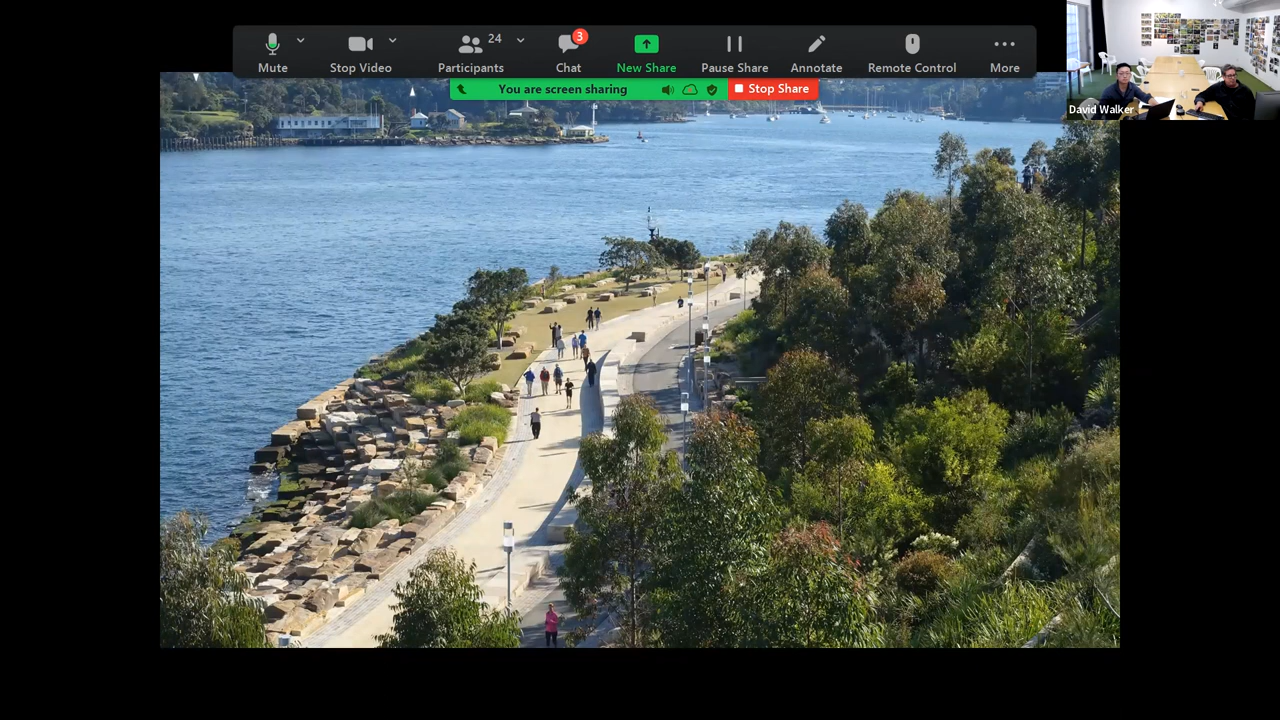 Mute
Stop Video
24
Participants
3
Chat
New Share
Pause Share
Annotate
Remote Control
More
You are screen sharing
Stop Share
David Walker